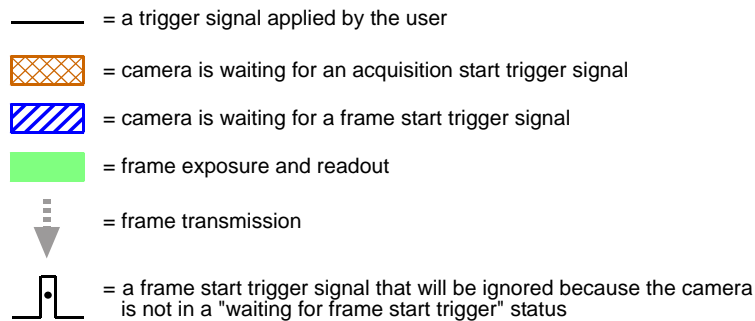 = a trigger signal applied by the user
= camera is waiting for an acquisition start trigger signal
= camera is waiting for a frame start trigger signal
= frame exposure and readout
= frame transmission
= a frame start trigger signal that will be ignored because the camera
is not in a "waiting for frame start trigger" status